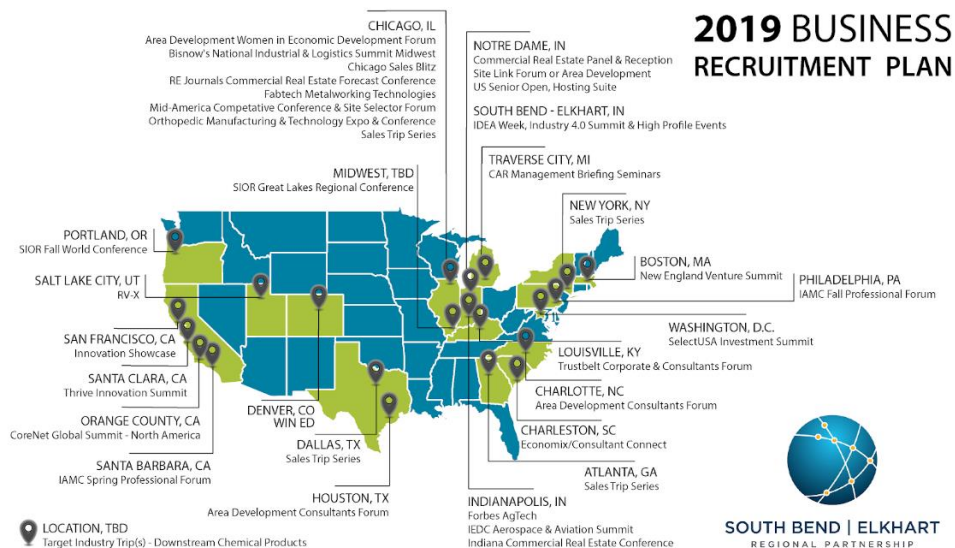 2019 BUSINESS
RECRUITMENT PLAN
CHICAGO, IL
Area Development Women in Economic Development Forum
Bisnow's National Industrial & Logistics Summit Midwest
Chicago Sales Blitz
RE Journals Commercial Real Estate Forecast Conference
Fabtech Metalworking Technologies
Mid-America Competative Conference & Site Selector Forum
Orthopedic Manufacturing & Technology Expo & Conference
Sales Trip Series
NOTRE DAME, IN
Commercial Real Estate Panel & Reception
Site Link Forum or Area Development
US Senior Open, Hosting Suite
SOUTH BEND - ELKHART, IN
IDEA Week, Industry 4.0 Summit & High Profile Events
MIDWEST, TBD
SIOR Great Lakes Regional Conference
TRAVERSE CITY, MI
CAR Management Briefing Seminars
NEW YORK, NY
Sales Trip Series
PORTLAND, OR
SIOR Fall World Conference
BOSTON, MA
New England Venture Summit
SALT LAKE CITY, UT
RV-X
PHILADELPHIA, PA
IAMC Fall Professional Forum
SAN FRANCISCO, CA
Innovation Showcase
WASHINGTON, D.C.
SelectUSA Investment Summit
LOUISVILLE, KY
Trustbelt Corporate & Consultants Forum
SANTA CLARA, CA
Thrive Innovation Summit
CHARLOTTE, NC
Area Development Consultants Forum
ORANGE COUNTY, CA
CoreNet Global Summit - North America
DENVER, CO
WIN ED
CHARLESTON, SC
Economix/Consultant Connect
DALLAS, TX
Sales Trip Series
SANTA BARBARA, CA
IAMC Spring Professional Forum
ATLANTA, GA
Sales Trip Series
HOUSTON, TX
Area Development Consultants Forum
INDIANAPOLIS, IN
Forbes AgTech
IEDC Aerospace & Aviation Summit
Indiana Commercial Real Estate Conference
LOCATION, TBD
Target Industry Trip(s) - Downstream Chemical Products
SOUTH BEND | ELKHART
REGIONAL PARTNERSHIP